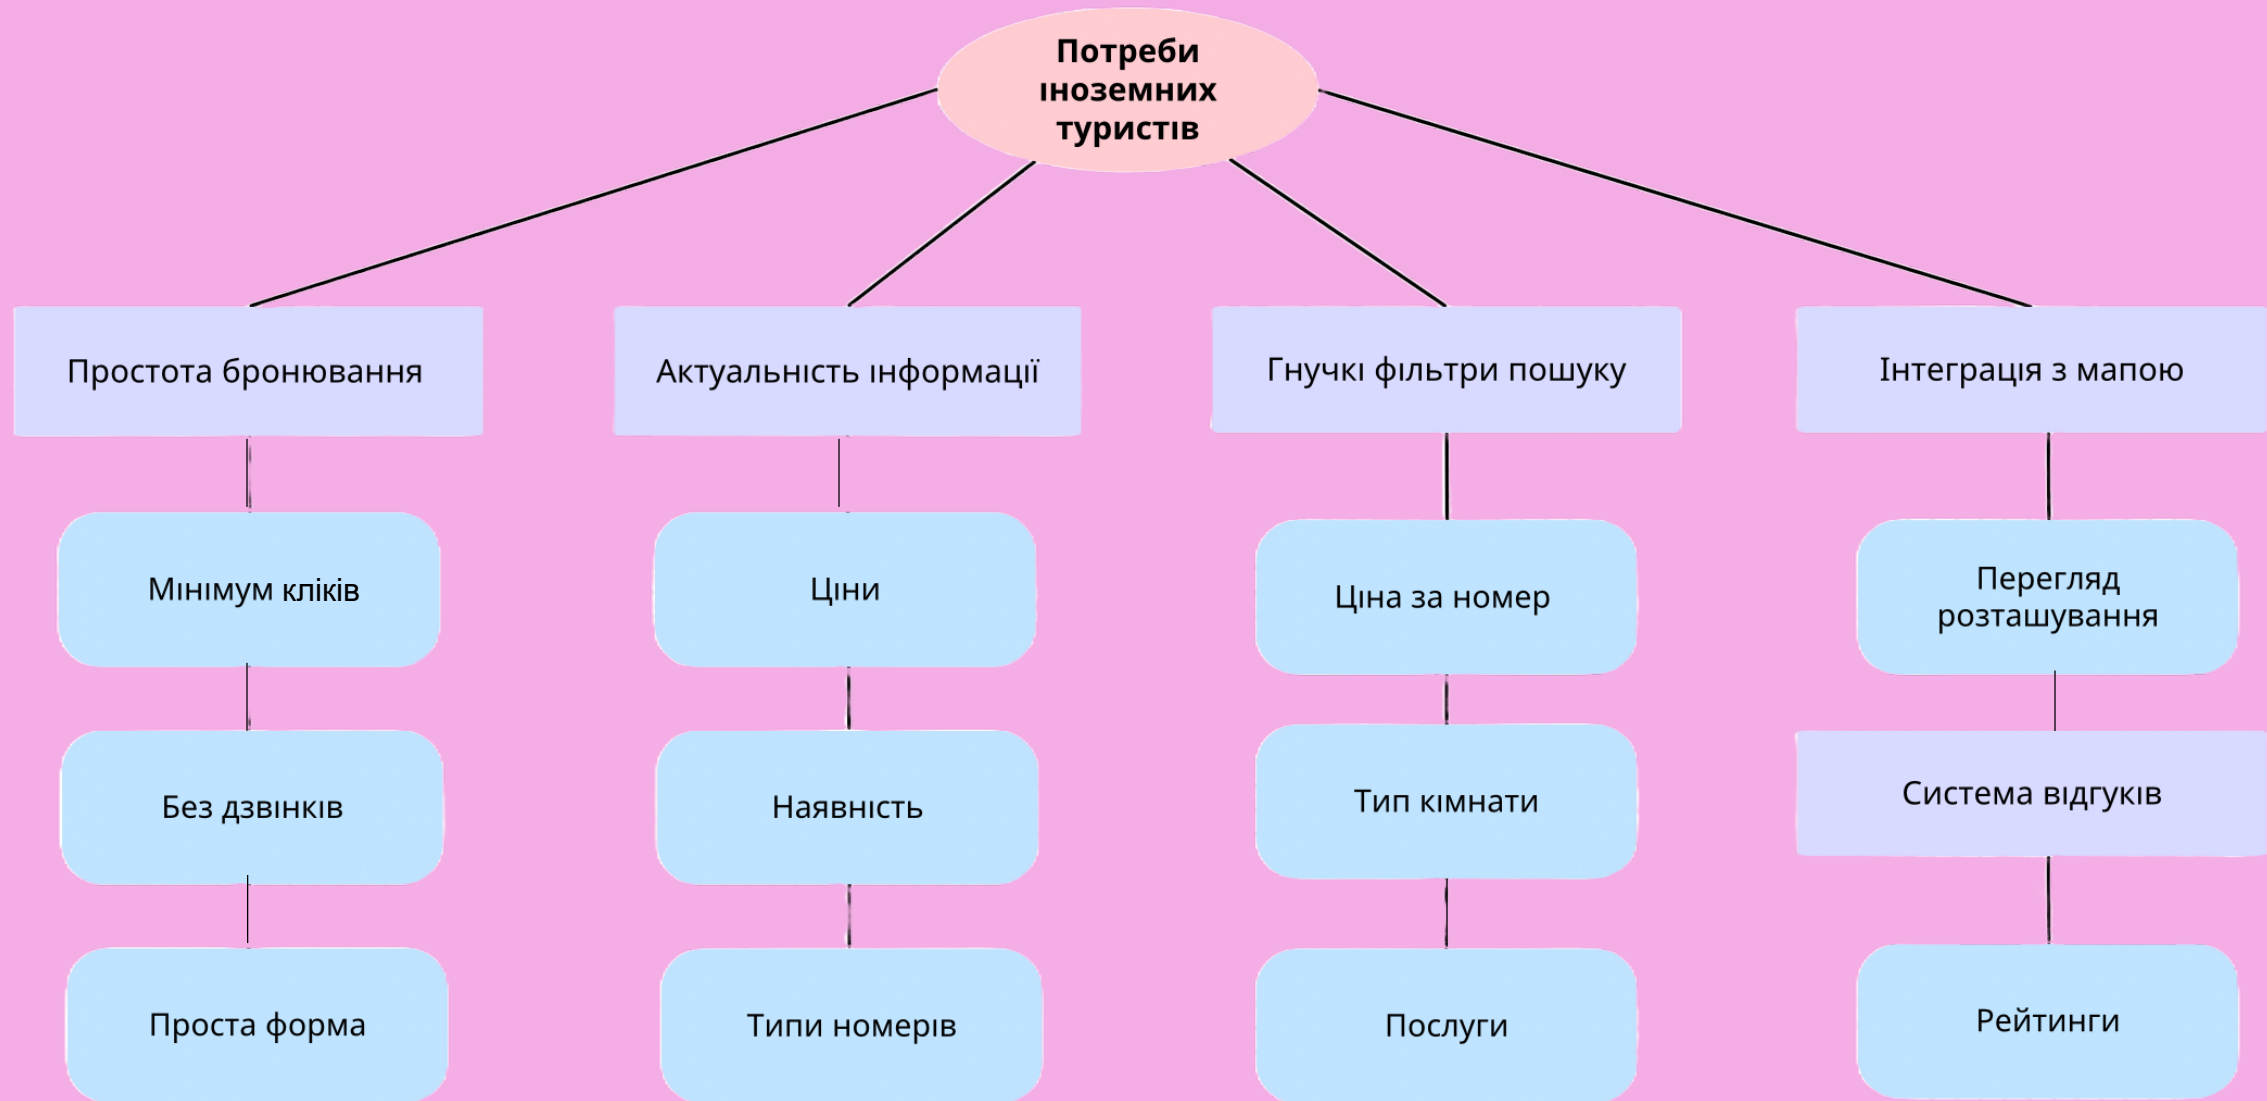 Потреби
іноземних
туристів
Простота бронювання
Актуальність інформації
Гнучкі фільтри пошуку
Інтеграція з мапою
Мінімум кліків
Ціни
Ціна за номер
Перегляд
розташування
Без дзвінків
Наявність
Тип кімнати
Система відгуків
Проста форма
Типи номерів
Послуги
Рейтинги